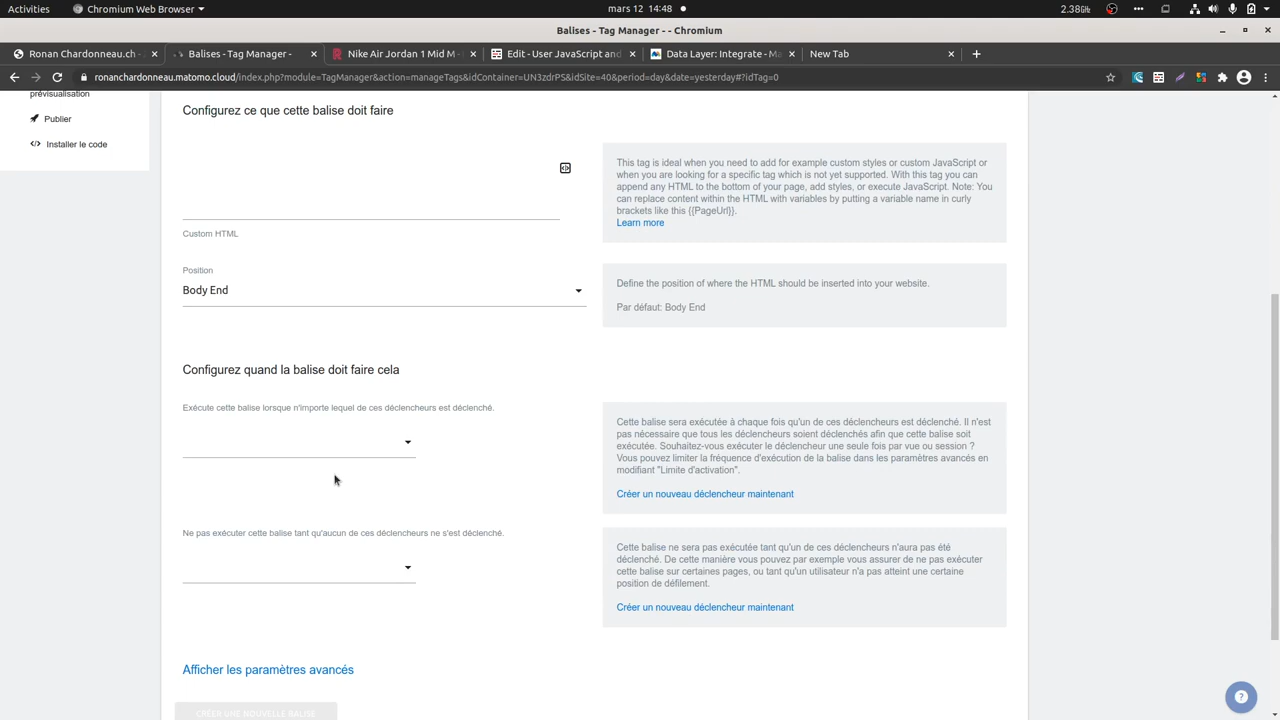 Activities
Chromium Web Browser
mars 12 14:48
2.38G
Balises - Tag Manager - - Chromium
Ronan Chardonneau.ch -
Balises - Tag Manager -
Nike Air Jordan 1 Mid M -
Edit - User JavaScript and
Data Layer: Integrate - Ma
New Tab
ronanchardonneau.matomo.cloud/index.php?module=TagManager&action=manageTags&idContainer=UN3zdrPS&idSite=40&period=day&date=yesterday#?idTag=0
prévisualisation
Publier
Installer le code
Configurez ce que cette balise doit faire
Custom HTML
This tag is ideal when you need to add for example custom styles or custom JavaScript or
when you are looking for a specific tag which is not yet supported. With this tag you can
append any HTML to the bottom of your page, add styles, or execute JavaScript. Note: You
can replace content within the HTML with variables by putting a variable name in curly
brackets like this {{PageUrl}}.
Learn more
Position
Body End
Define the position of where the HTML should be inserted into your website.
Par défaut: Body End
Configurez quand la balise doit faire cela
Exécute cette balise lorsque n'importe lequel de ces déclencheurs est déclenché.
Cette balise sera exécutée à chaque fois qu'un de ces déclencheurs est déclenché. Il n'est
pas nécessaire que tous les déclencheurs soient déclenchés afin que cette balise soit
exécutée. Souhaitez-vous exécuter le déclencheur une seule fois par vue ou session ?
Vous pouvez limiter la fréquence d'exécution de la balise dans les paramètres avancés en
modifiant "Limite d'activation".
Créer un nouveau déclencheur maintenant
Ne pas exécuter cette balise tant qu'aucun de ces déclencheurs ne s'est déclenché.
Cette balise ne sera pas exécutée tant qu'un de ces déclencheurs n'aura pas été
déclenché. De cette manière vous pouvez par exemple vous assurer de ne pas exécuter
cette balise sur certaines pages, ou tant qu'un utilisateur n'a pas atteint une certaine
position de défilement.
Créer un nouveau déclencheur maintenant
Afficher les paramètres avancés
CRÉER UNE NOUVELLE BALISE